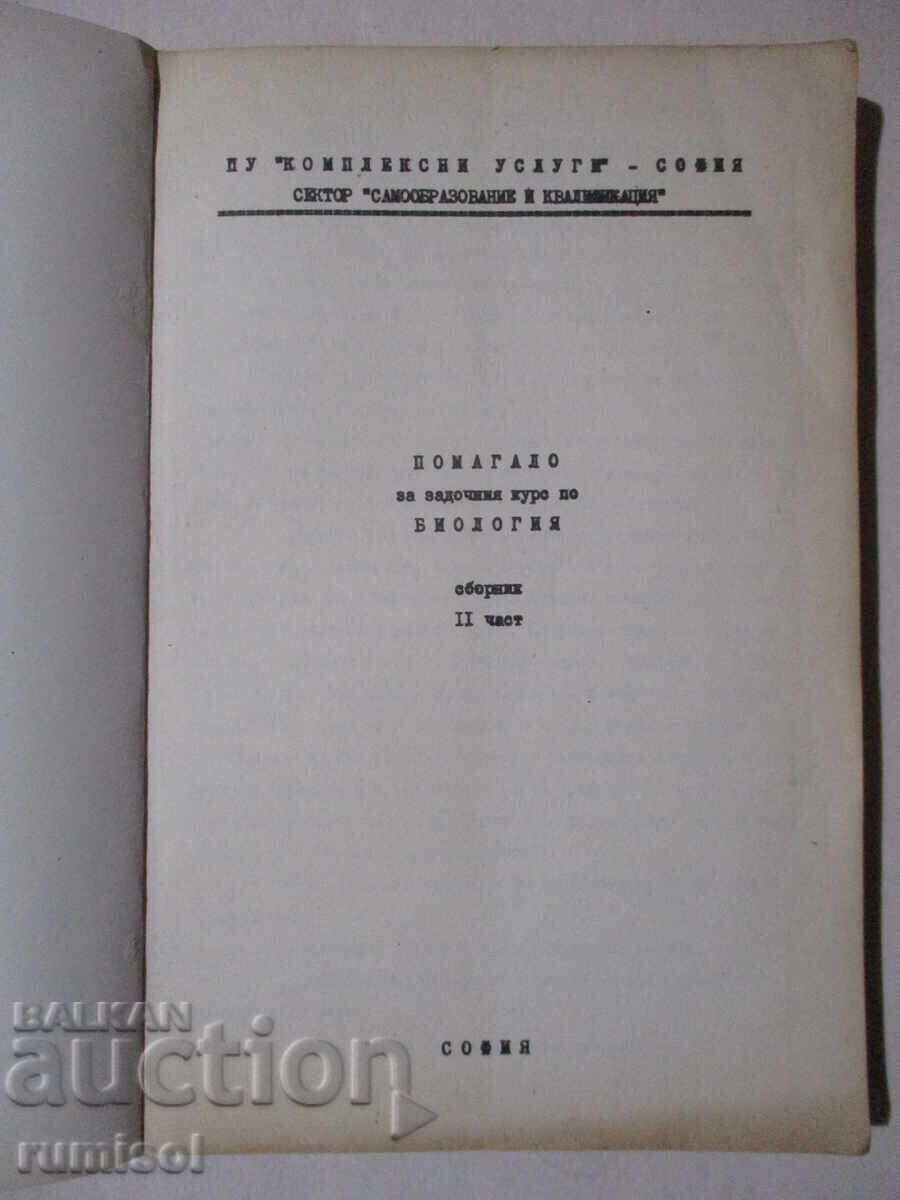 ПУ "КОМПЛЕКСНИ УСЛУГИ" - СОФИЯ
СЕКТОР "САМООБРАЗОВАНИЕ И КВАЛИФИКАЦИЯ"
ПОМАГАЛО
за задочния курс по
БИОЛОГИЯ
сборник
II част
СОФИЯ
BALKAN
auction
rumisol